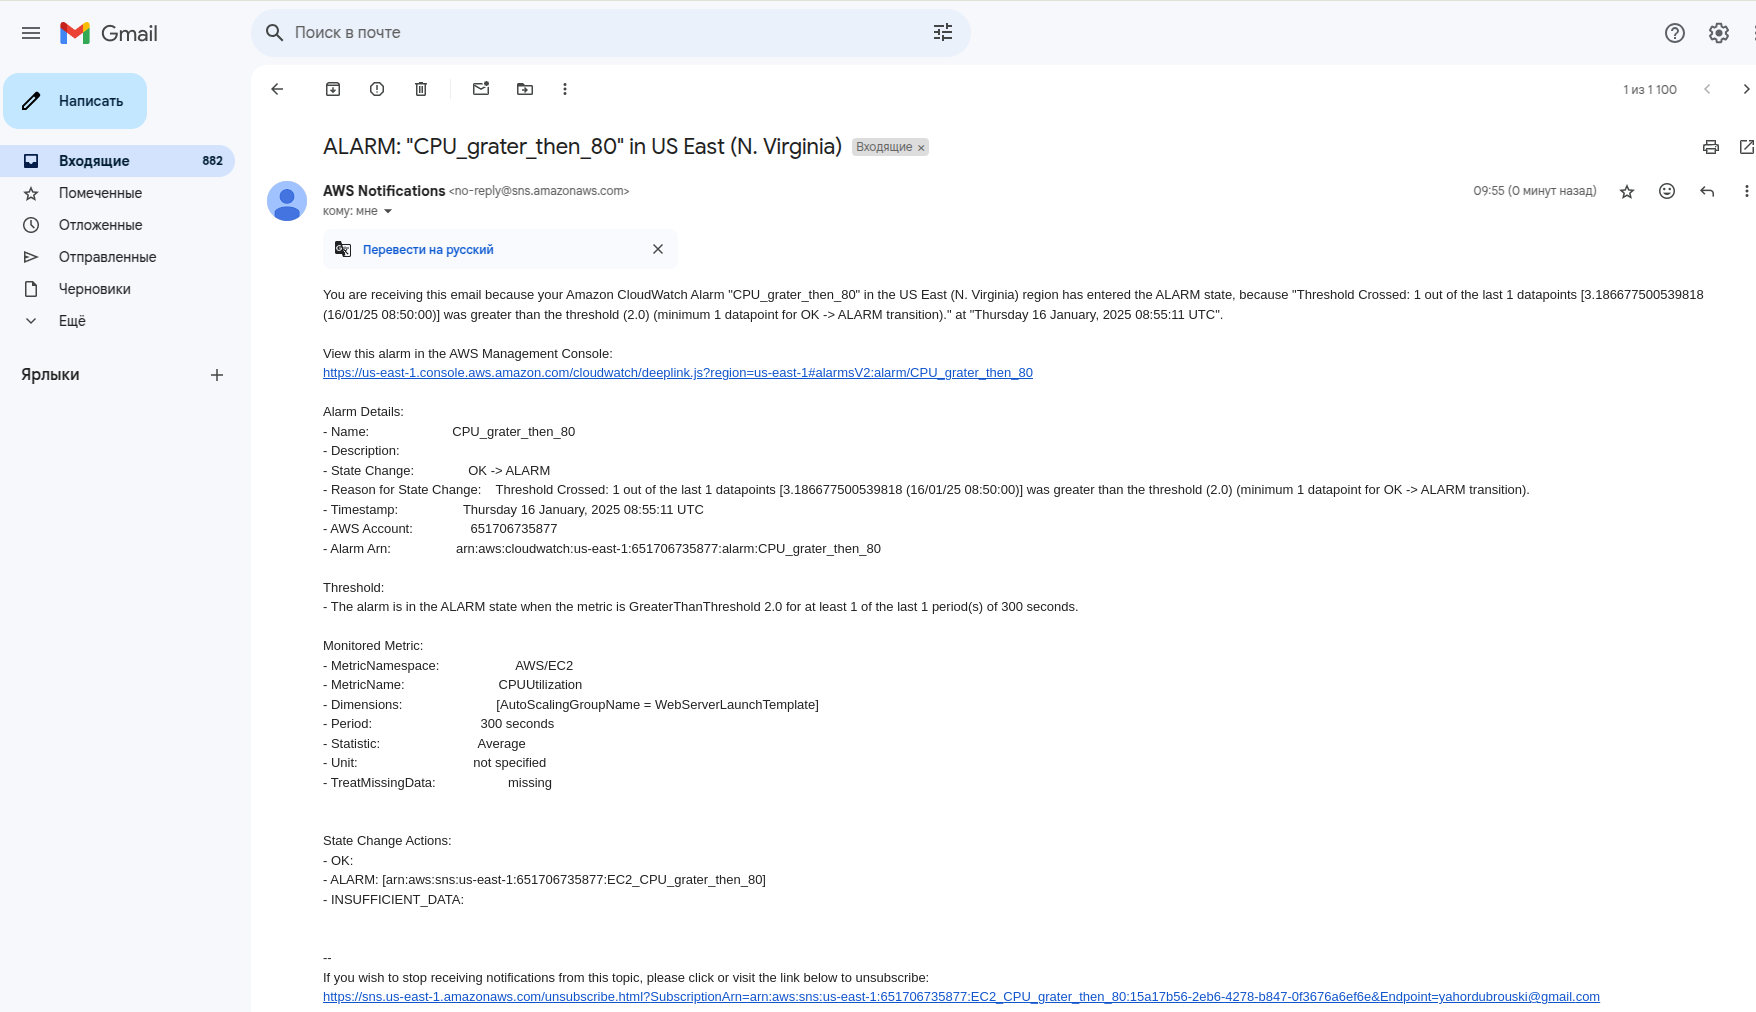 Gmail
Поиск в почте
Написать
Входящие 882
Помеченные
Отложенные
Отправленные
Черновики
Ещё
Ярлыки
1 из 1 100
ALARM: "CPU_grater_then_80" in US East (N. Virginia) Входящие ×
AWS Notifications <no-reply@sns.amazonaws.com>
09:55 (0 минут назад)
кому: мне
Перевести на русский
You are receiving this email because your Amazon CloudWatch Alarm "CPU_grater_then_80" in the US East (N. Virginia) region has entered the ALARM state, because "Threshold Crossed: 1 out of the last 1 datapoints [3.186677500539818
(16/01/25 08:50:00)] was greater than the threshold (2.0) (minimum 1 datapoint for OK -> ALARM transition)." at "Thursday 16 January, 2025 08:55:11 UTC".
View this alarm in the AWS Management Console:
https://us-east-1.console.aws.amazon.com/cloudwatch/deeplink.js?region=us-east-1#alarmsV2:alarm/CPU_grater_then_80
Alarm Details:
- Name: CPU_grater_then_80
- Description:
- State Change: OK -> ALARM
- Reason for State Change: Threshold Crossed: 1 out of the last 1 datapoints [3.186677500539818 (16/01/25 08:50:00)] was greater than the threshold (2.0) (minimum 1 datapoint for OK -> ALARM transition).
- Timestamp: Thursday 16 January, 2025 08:55:11 UTC
- AWS Account: 651706735877
- Alarm Arn: arn:aws:cloudwatch:us-east-1:651706735877:alarm:CPU_grater_then_80
Threshold:
- The alarm is in the ALARM state when the metric is GreaterThanThreshold 2.0 for at least 1 of the last 1 period(s) of 300 seconds.
Monitored Metric:
- MetricNamespace: AWS/EC2
- MetricName: CPUUtilization
- Dimensions: [AutoScalingGroupName = WebServerLaunchTemplate]
- Period: 300 seconds
- Statistic: Average
- Unit: not specified
- TreatMissingData: missing
State Change Actions:
- OK:
- ALARM: [arn:aws:sns:us-east-1:651706735877:EC2_CPU_grater_then_80]
- INSUFFICIENT_DATA:
--
If you wish to stop receiving notifications from this topic, please click or visit the link below to unsubscribe:
https://sns.us-east-1.amazonaws.com/unsubscribe.html?SubscriptionArn=arn:aws:sns:us-east-1:651706735877:EC2_CPU_grater_then_80:15a17b56-2eb6-4278-b847-0f3676a6ef6e&Endpoint=yahordubrouski@gmail.com